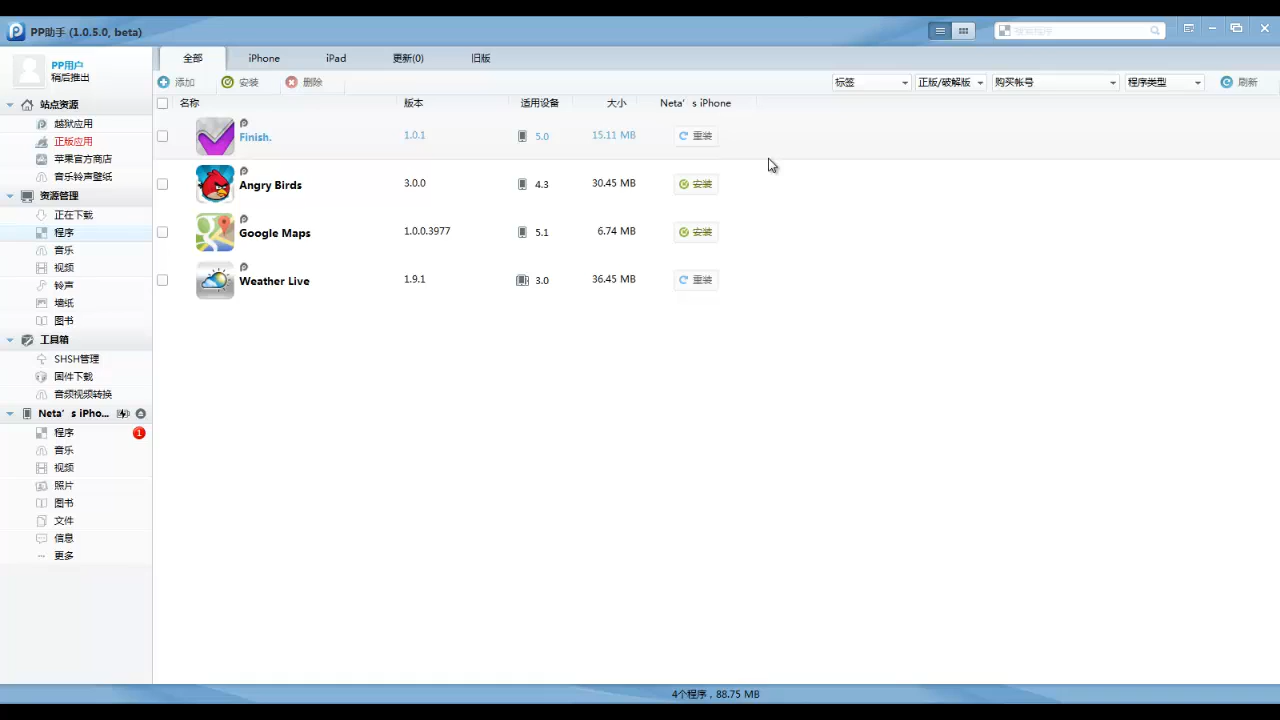 PP助手 (1.0.5.0, beta)
搜索程序
PP用户
稍后推出
全部 iPhone iPad 更新(0) 旧版
添加 安装 删除 标签 正版/破解版 购买帐号 程序类型 刷新
名称 版本 适用设备 大小 Neta's iPhone
Finish. 1.0.1 5.0 15.11 MB 重装
Angry Birds 3.0.0 4.3 30.45 MB 安装
Google Maps 1.0.0.3977 5.1 6.74 MB 安装
Weather Live 1.9.1 3.0 36.45 MB 重装
站点资源
越狱应用
正版应用
苹果官方商店
音乐铃声壁纸
资源管理
正在下载
程序
音乐
视频
铃声
墙纸
图书
工具箱
SHSH管理
固件下载
音频视频转换
Neta's iPho...
程序 1
音乐
视频
照片
图书
文件
信息
更多
4个程序，88.75 MB